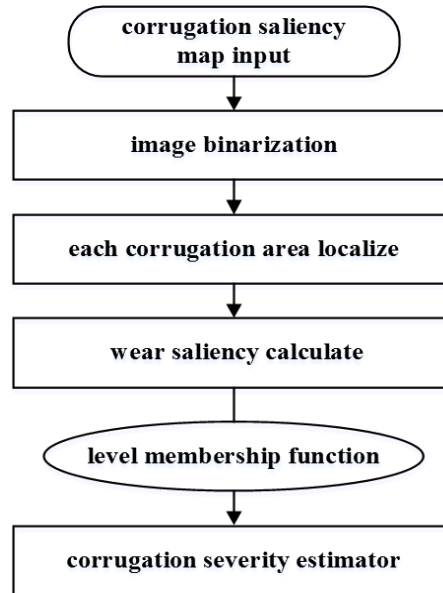 corrugation saliency
map input
image binarization
each corrugation area localize
wear saliency calculate
level membership function
corrugation severity estimator